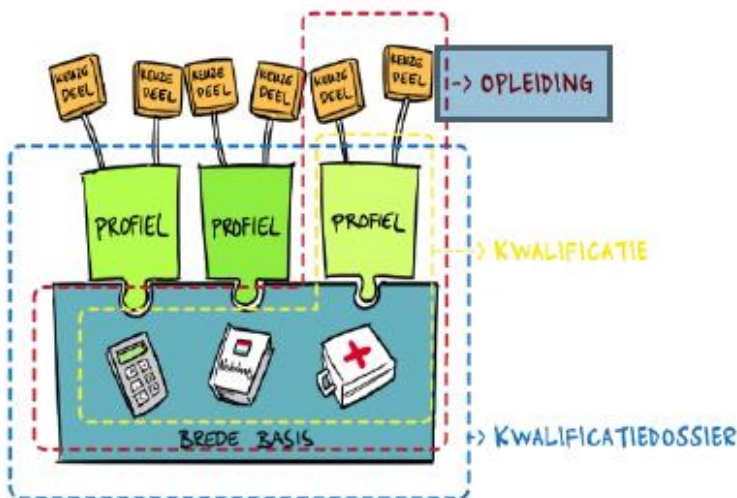 KEUZE DEEL
KEUZE DEEL
KEUZE DEEL
KEUZE DEEL
KEUZE DEEL
KEUZE DEEL
-> OPLEIDING
PROFIEL
PROFIEL
PROFIEL
-> KWALIFICATIE
Nederlands
BREDE BASIS
-> KWALIFICATIEDOSSIER